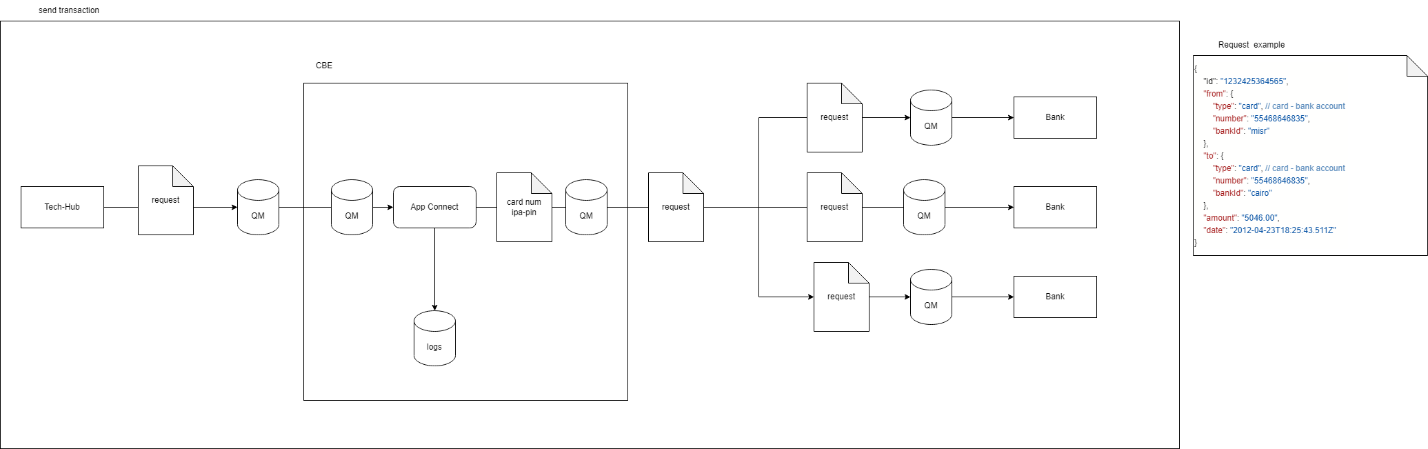 send transaction
CBE
Tech-Hub
request
QM
QM
App Connect
card num
ipa-pin
QM
logs
request
request
QM
Bank
request
QM
Bank
request
QM
Bank
Request example
{
"id": "1232425364565",
"from": {
"type": "card", // card - bank account
"number": "55468646835",
"bankId": "misr"
},
"to": {
"type": "card", // card - bank account
"number": "55468646835",
"bankId": "cairo"
},
"amount": "5046.00",
"date": "2012-04-23T18:25:43.511Z"
}